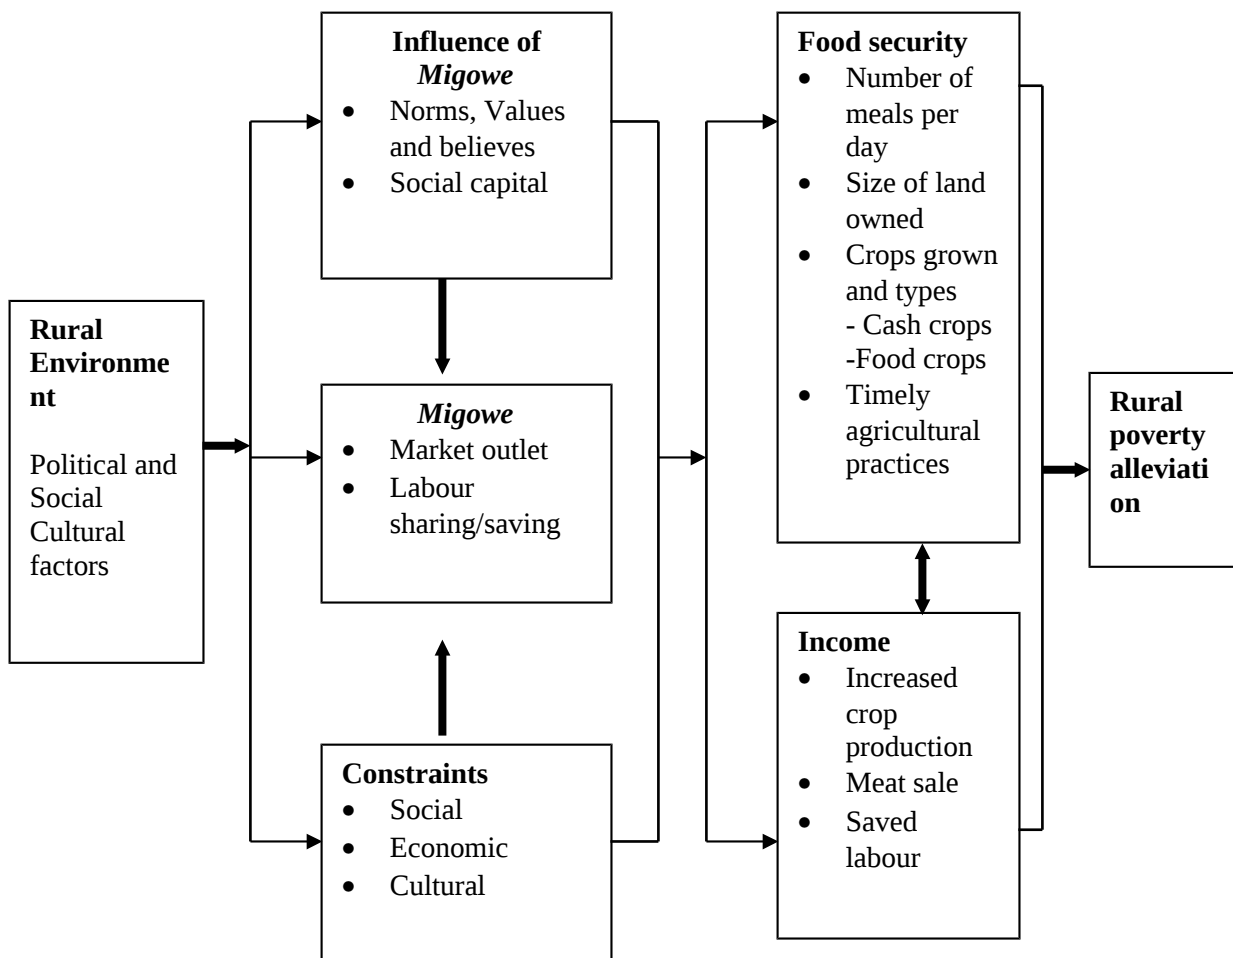 Rural
Environme
nt
Political and
Social
Cultural
factors
Influence of
Migowe
• Norms, Values
and believes
• Social capital
Migowe
• Market outlet
• Labour
sharing/saving
Constraints
• Social
• Economic
• Cultural
Food security
• Number of
meals per
day
• Size of land
owned
• Crops grown
and types
- Cash crops
-Food crops
• Timely
agricultural
practices
Income
• Increased
crop
production
• Meat sale
• Saved
labour
Rural
poverty
alleviati
on